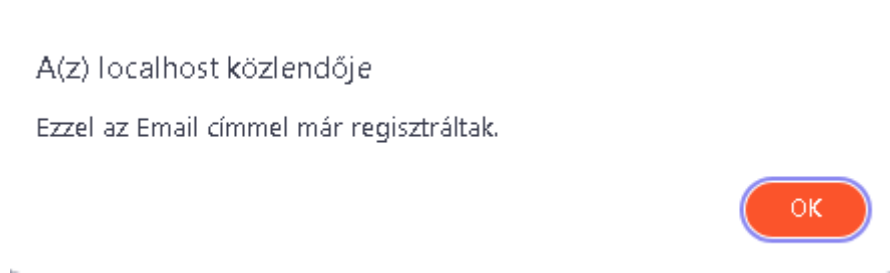 A(z) localhost közlendője
Ezzel az Email címmel már regisztráltak.
OK